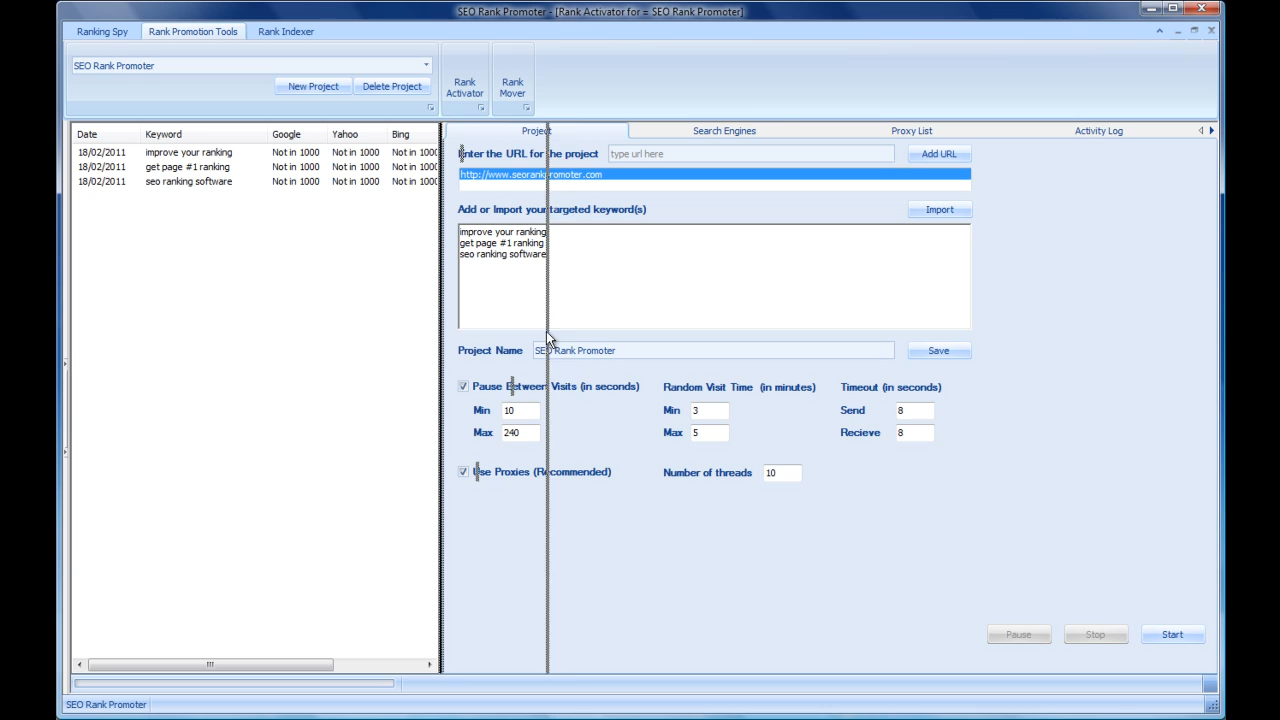 SEO Rank Promoter - [Rank Activator for = SEO Rank Promoter]
Ranking Spy Rank Promotion Tools Rank Indexer
SEO Rank Promoter
New Project Delete Project
Rank Activator
Rank Mover
Date Keyword Google Yahoo Bing
18/02/2011 improve your ranking Not in 1000 Not in 1000 Not in 1000
18/02/2011 get page #1 ranking Not in 1000 Not in 1000 Not in 1000
18/02/2011 seo ranking software Not in 1000 Not in 1000 Not in 1000
Project Search Engines Proxy List Activity Log
Enter the URL for the project type url here Add URL
http://www.seorankpromoter.com
Add or Import your targeted keyword(s) Import
improve your ranking
get page #1 ranking
seo ranking software
Project Name SEO Rank Promoter Save
Pause Between Visits (in seconds) Random Visit Time (in minutes) Timeout (in seconds)
Min 10 Min 3 Send 8
Max 240 Max 5 Recieve 8
Use Proxies (Recommended) Number of threads 10
Pause Stop Start
SEO Rank Promoter